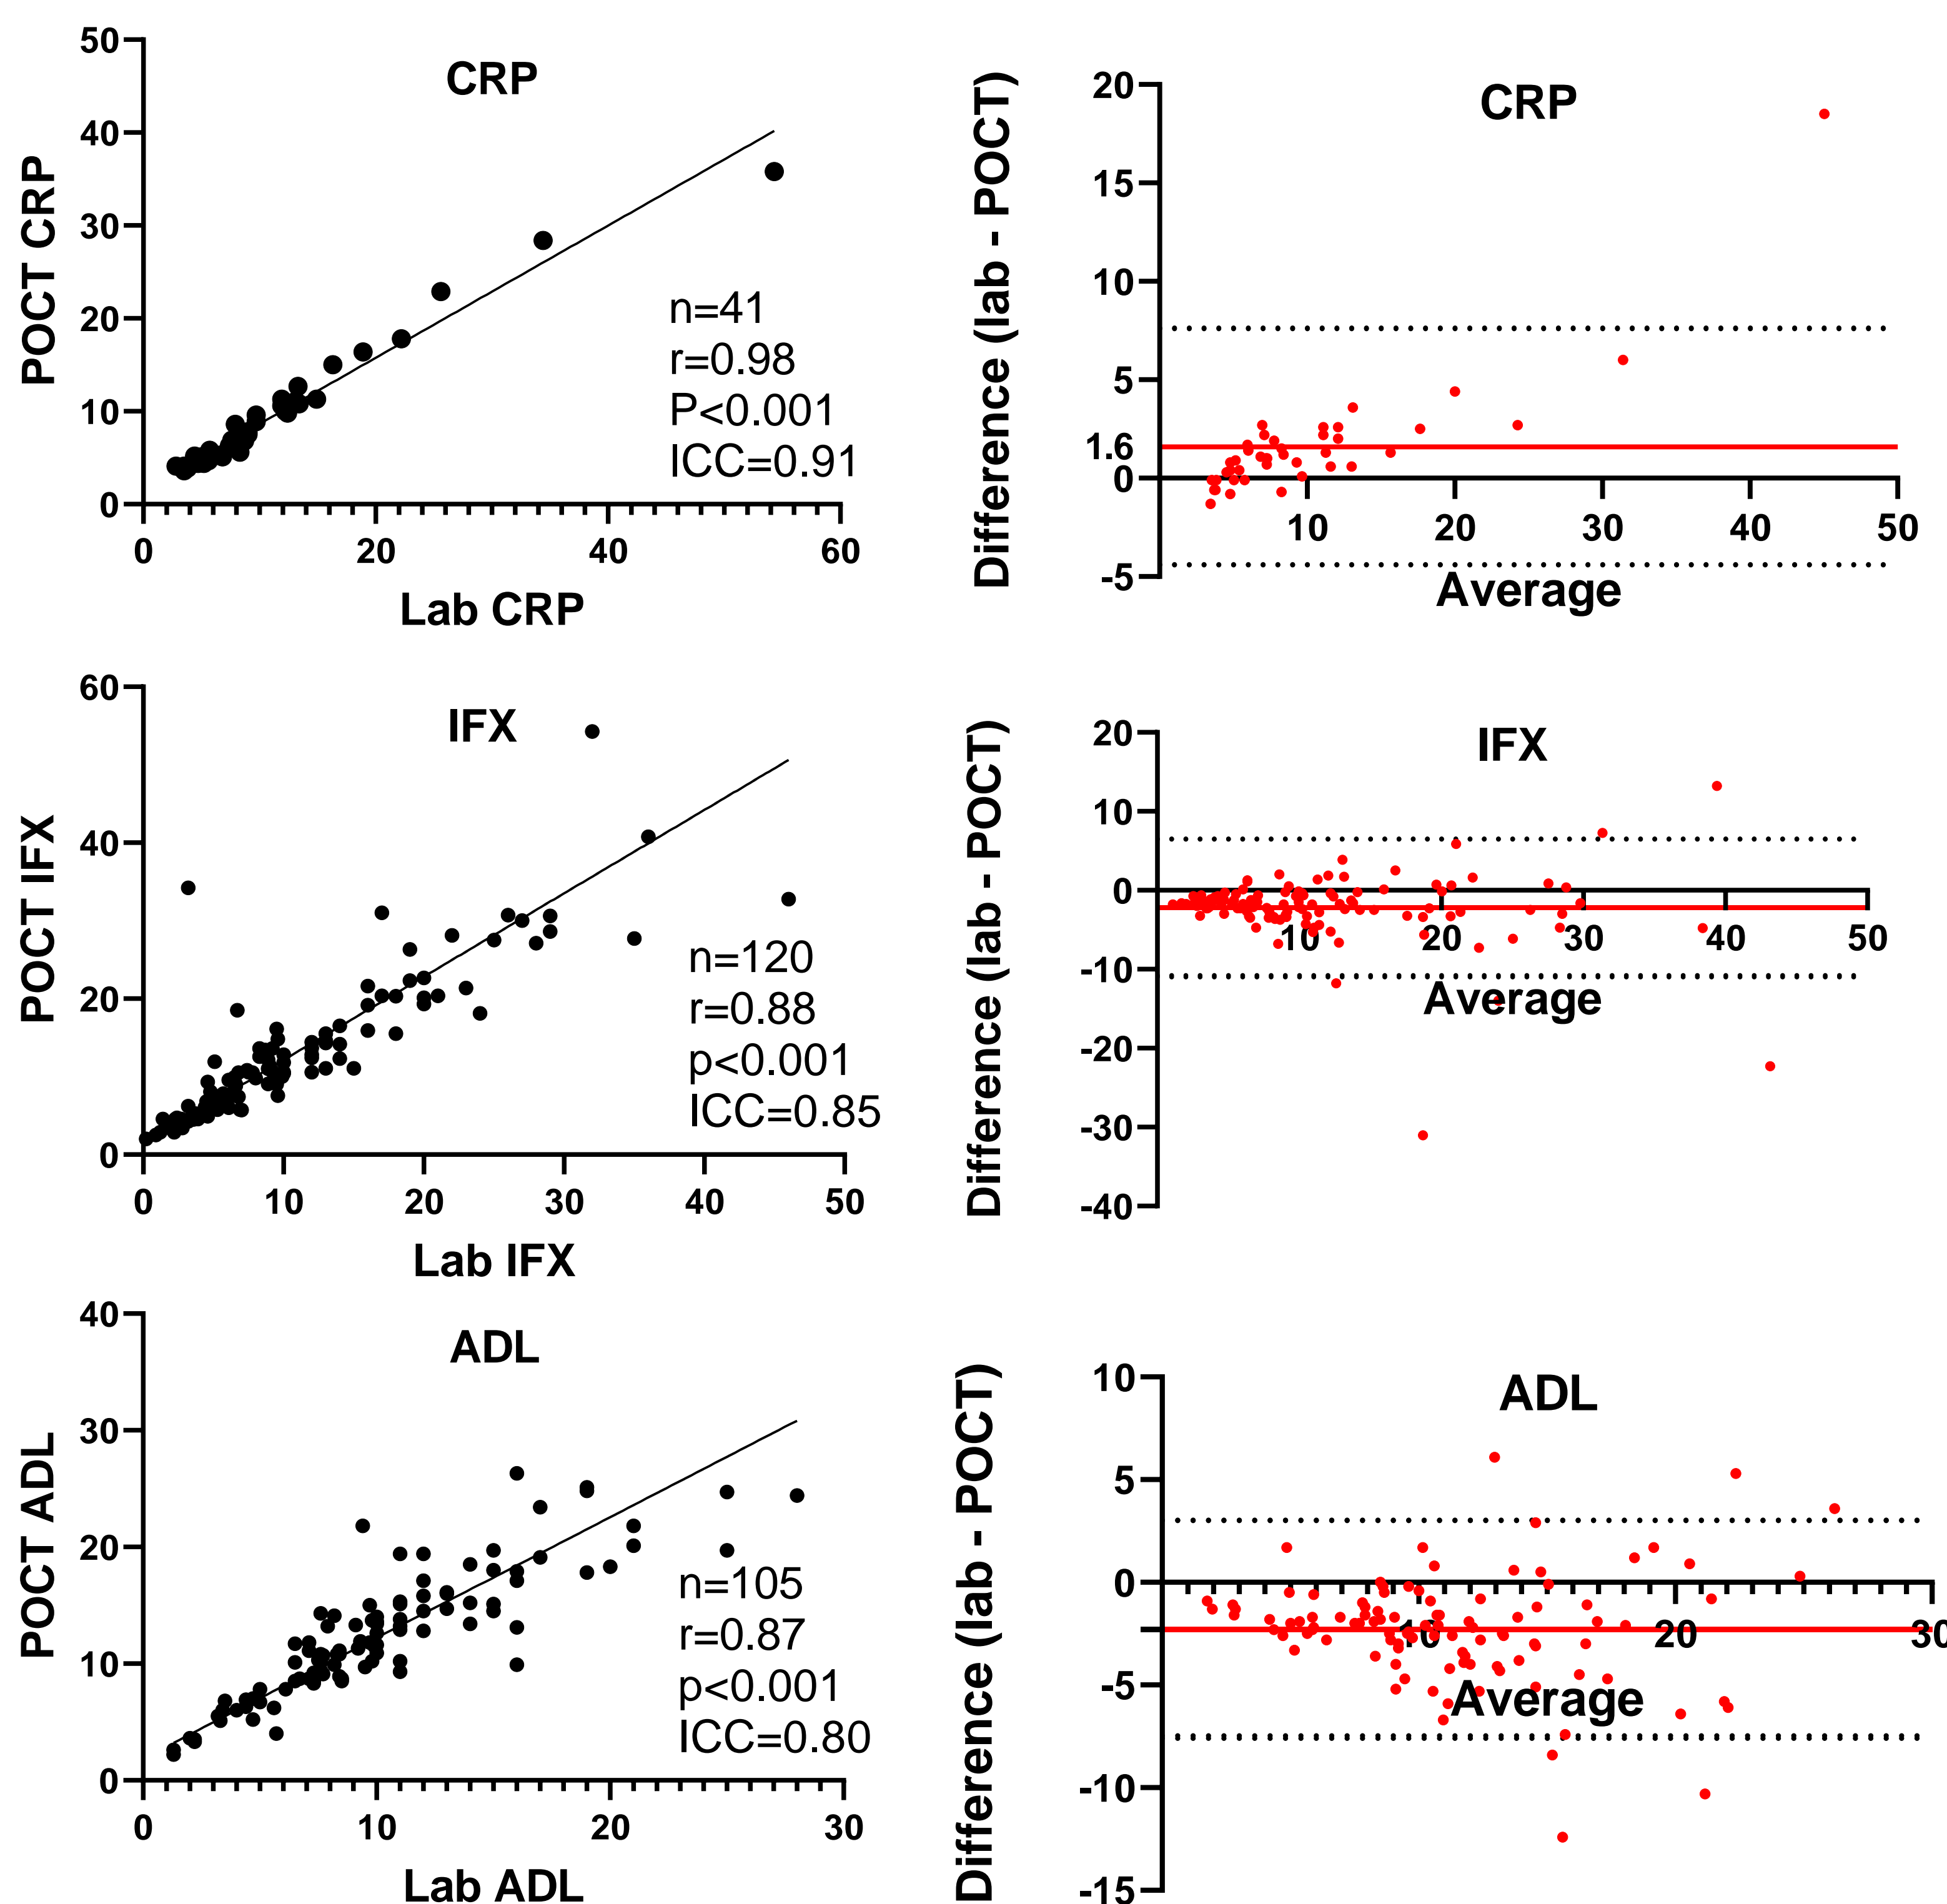 CRP
50
40
30
20
10
0
POCT CRP
n=41
r=0.98
P<0.001
ICC=0.91
0 20 40 60
Lab CRP
CRP
20
15
10
5
1.6
0
-5
Difference (lab - POCT)
10 20 30 40 50
Average
IFX
60
40
20
0
POCT IFX
n=120
r=0.88
p<0.001
ICC=0.85
0 10 20 30 40 50
Lab IFX
IFX
20
10
0
-10
-20
-30
-40
Difference (lab - POCT)
10 20 30 40 50
Average
ADL
40
30
20
10
0
POCT ADL
n=105
r=0.87
p<0.001
ICC=0.80
0 10 20 30
Lab ADL
ADL
10
5
0
-5
-10
-15
Difference (lab - POCT)
10 20 30
Average